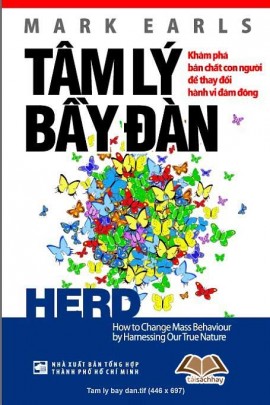 MARK EARLS
TÂM LÝ
BẦY ĐÀN
Khám phá
bản chất con người
để thay đổi
hành vi đám đông
HERD
How to Change Mass Behaviour
by Harnessing Our True Nature
NHÀ XUẤT BẢN TỔNG HỢP
THÀNH PHỐ HỒ CHÍ MINH
taisachhay
Tam ly bay dan.tif (446 x 697)